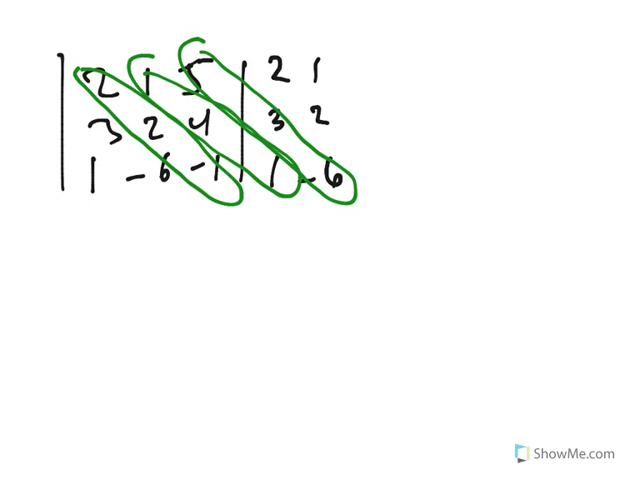 | 2 1 5 | 2 1
| 3 2 4 | 3 2
| 1 -6 -1 | 1 -6
ShowMe.com